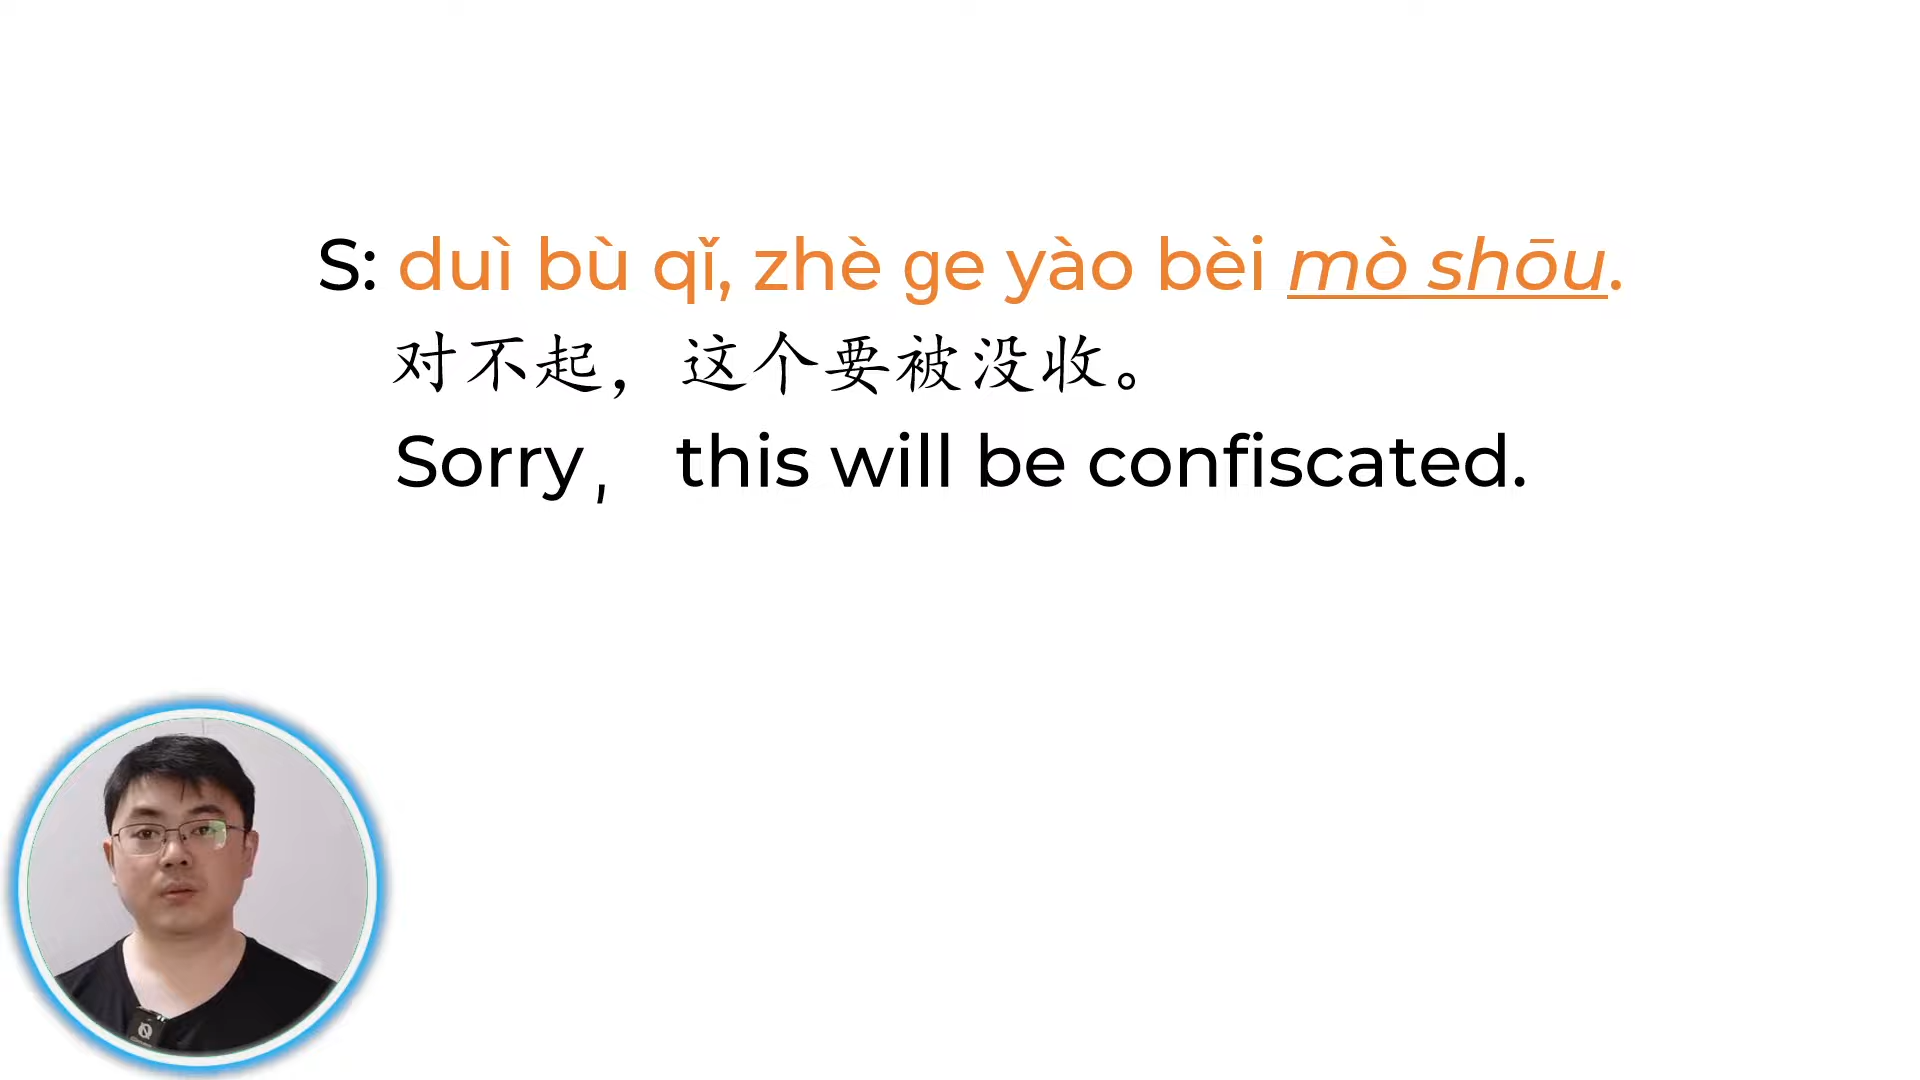 S: duì bù qǐ, zhè ge yào bèi mò shōu.
对不起，这个要被没收。
Sorry， this will be confiscated.